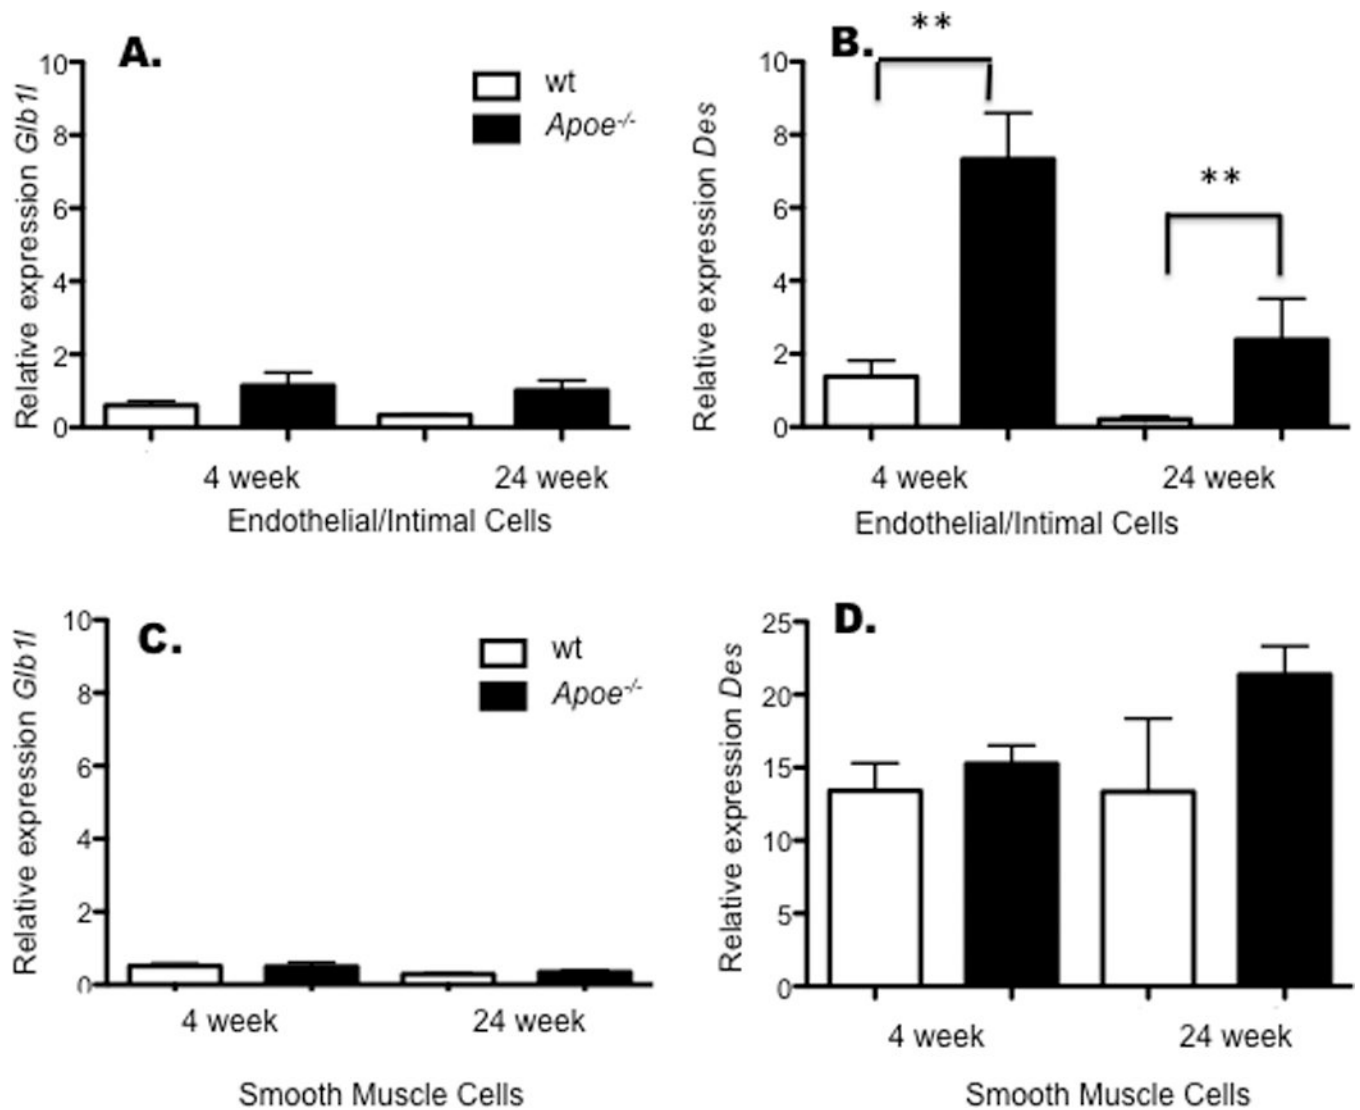 A.
10
8
6
4
2
0
Relative expression Glb1l
wt
Apoe-/-
4 week
24 week
Endothelial/Intimal Cells
B.
**
**
10
8
6
4
2
0
Relative expression Des
4 week
24 week
Endothelial/Intimal Cells
C.
10
8
6
4
2
0
Relative expression Glb1l
wt
Apoe-/-
4 week
24 week
Smooth Muscle Cells
D.
25
20
15
10
5
0
Relative expression Des
4 week
24 week
Smooth Muscle Cells